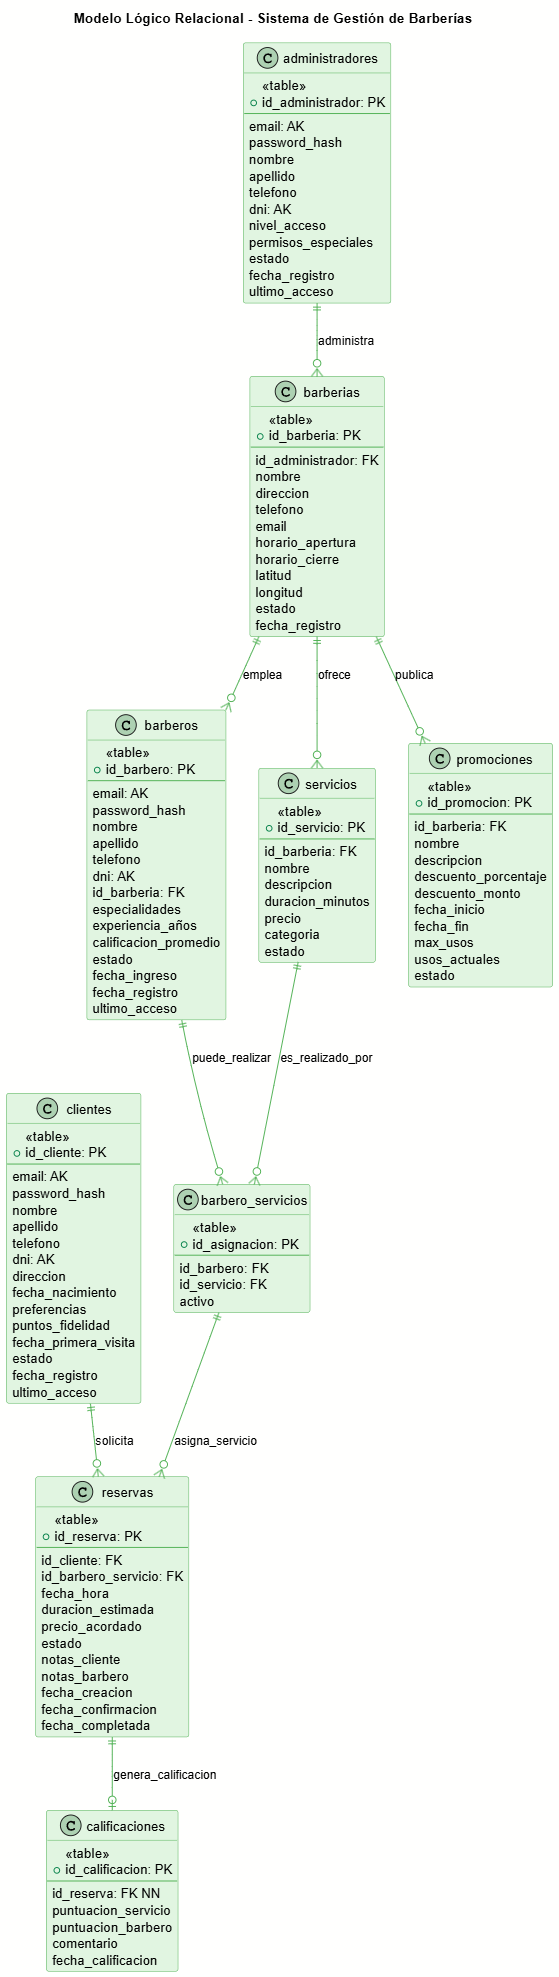 Modelo Lógico Relacional - Sistema de Gestión de Barberías
C administradores
«table»
id_administrador: PK
email: AK
password_hash
nombre
apellido
telefono
dni: AK
nivel_acceso
permisos_especiales
estado
fecha_registro
ultimo_acceso
administra
C barberias
«table»
id_barberia: PK
id_administrador: FK
nombre
direccion
telefono
email
horario_apertura
horario_cierre
latitud
longitud
estado
fecha_registro
emplea
ofrece
publica
C barberos
«table»
id_barbero: PK
email: AK
password_hash
nombre
apellido
telefono
dni: AK
id_barberia: FK
especialidades
experiencia_años
calificacion_promedio
estado
fecha_ingreso
fecha_registro
ultimo_acceso
C servicios
«table»
id_servicio: PK
id_barberia: FK
nombre
descripcion
duracion_minutos
precio
categoria
estado
C promociones
«table»
id_promocion: PK
id_barberia: FK
nombre
descripcion
descuento_porcentaje
descuento_monto
fecha_inicio
fecha_fin
max_usos
usos_actuales
estado
puede_realizar
es_realizado_por
C clientes
«table»
id_cliente: PK
email: AK
password_hash
nombre
apellido
telefono
dni: AK
direccion
fecha_nacimiento
preferencias
puntos_fidelidad
fecha_primera_visita
estado
fecha_registro
ultimo_acceso
C barbero_servicios
«table»
id_asignacion: PK
id_barbero: FK
id_servicio: FK
activo
solicita
asigna_servicio
C reservas
«table»
id_reserva: PK
id_cliente: FK
id_barbero_servicio: FK
fecha_hora
duracion_estimada
precio_acordado
estado
notas_cliente
notas_barbero
fecha_creacion
fecha_confirmacion
fecha_completada
genera_calificacion
C calificaciones
«table»
id_calificacion: PK
id_reserva: FK NN
puntuacion_servicio
puntuacion_barbero
comentario
fecha_calificacion